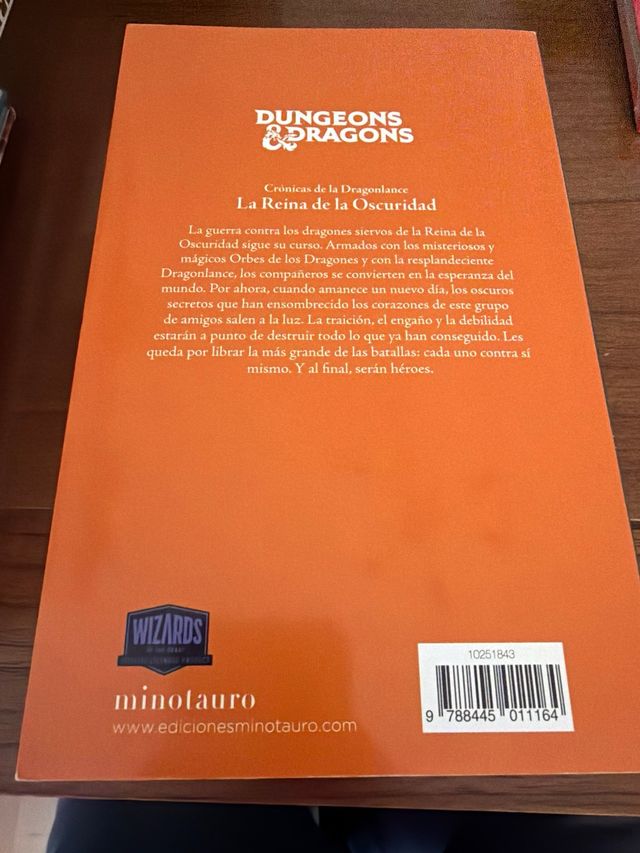 DUNGEONS
& DRAGONS
Crónicas de la Dragonlance
La Reina de la Oscuridad
La guerra contra los dragones siervos de la Reina de la
Oscuridad sigue su curso. Armados con los misteriosos y
mágicos Orbes de los Dragones y con la resplandeciente
Dragonlance, los compañeros se convierten en la esperanza del
mundo. Por ahora, cuando amanece un nuevo día, los oscuros
secretos que han ensombrecido los corazones de este grupo
de amigos salen a la luz. La traición, el engaño y la debilidad
estarán a punto de destruir todo lo que ya han conseguido. Les
queda por librar la más grande de las batallas: cada uno contra sí
mismo. Y al final, serán héroes.
WIZARDS
minotauro
www.edicionesminotauro.com
10251843
9 788445 011164